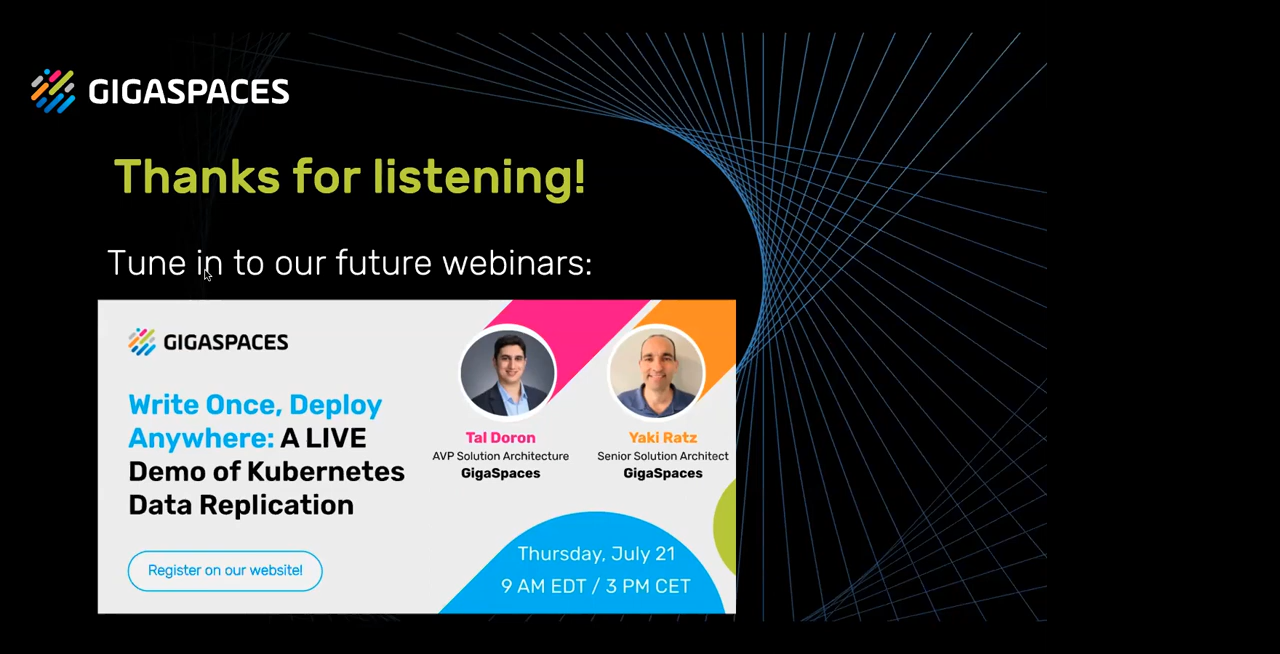 GIGASPACES
Thanks for listening!
Tune in to our future webinars:
GIGASPACES
Write Once, Deploy
Anywhere: A LIVE
Demo of Kubernetes
Data Replication
Register on our website!
Tal Doron
AVP Solution Architecture
GigaSpaces
Yaki Ratz
Senior Solution Architect
GigaSpaces
Thursday, July 21
9 AM EDT / 3 PM CET